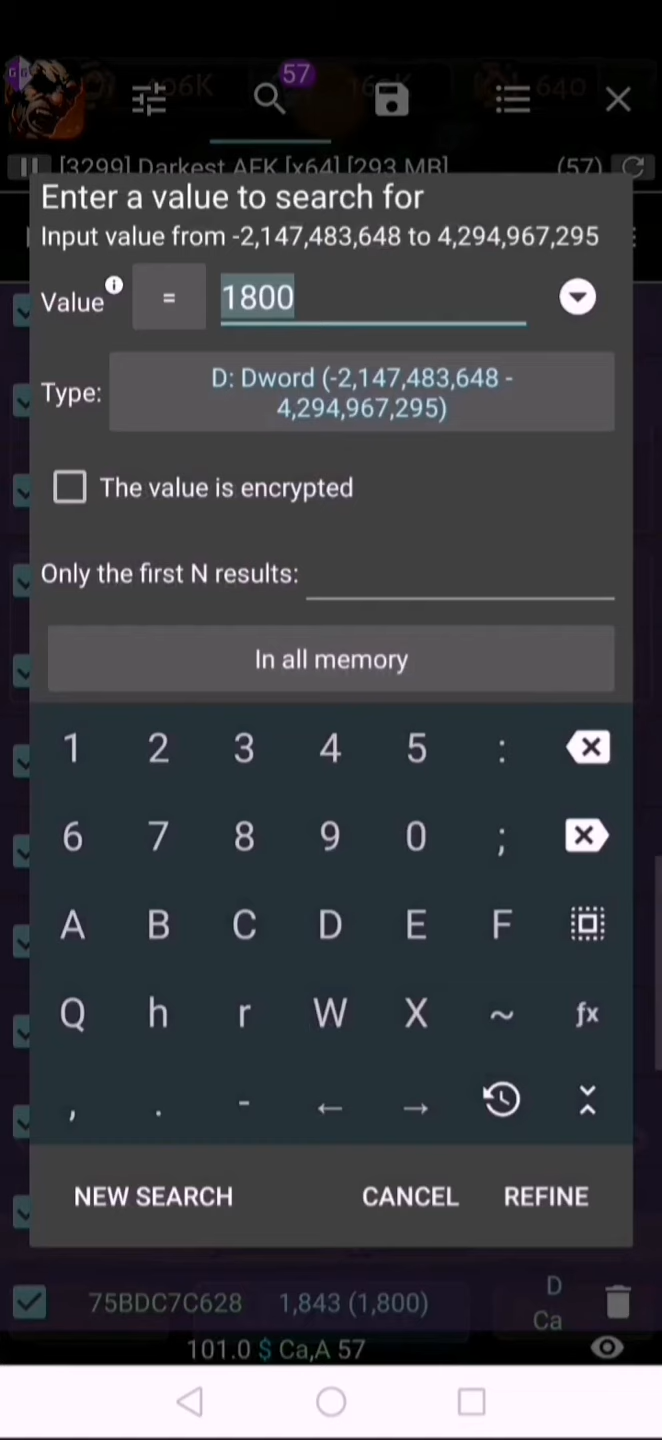 57
106K
640
[3299] Darkest AFK [x64] [293 MB] (57)
Enter a value to search for
Input value from -2,147,483,648 to 4,294,967,295
Value i = 1800
Type: D: Dword (-2,147,483,648 -
4,294,967,295)
The value is encrypted
Only the first N results:
In all memory
1 2 3 4 5 :
6 7 8 9 0 ;
A B C D E F
Q h r W X ~ fx
, . - ← →
NEW SEARCH CANCEL REFINE
75BDC7C628 1,843 (1,800) D
Ca
101.0 $ Ca,A 57